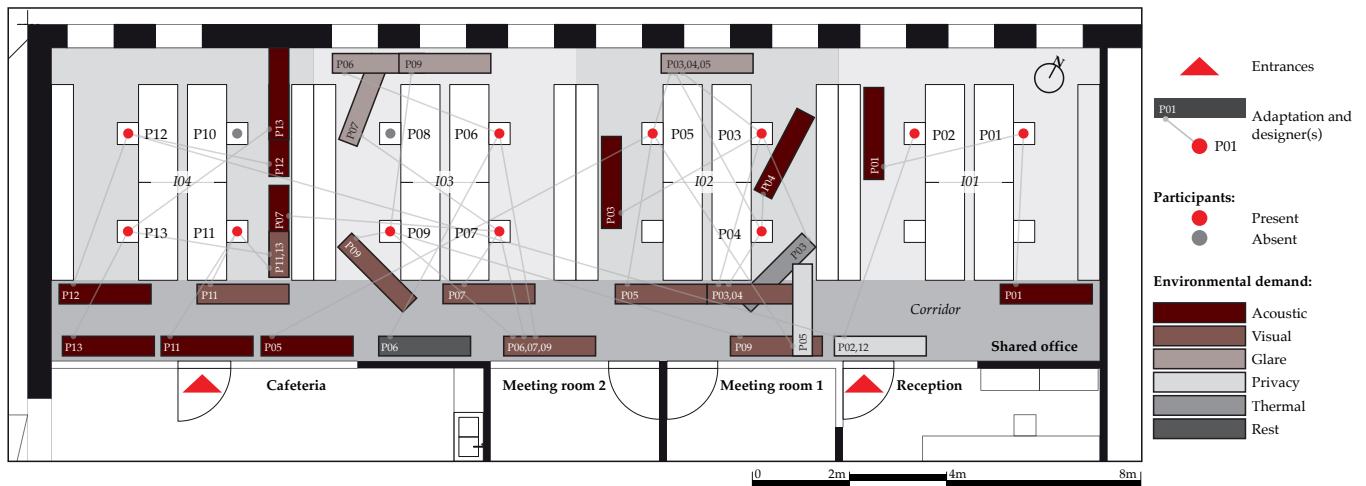 P06
P09
P03,04,05
N
P07
P13
P12
P01
P04
P12
P10
P08
P06
P05
P03
P02
P01
I04
I03
I02
I01
P13
P11
P07
P11,13
P09
P07
P03
P04
P09
P03
P12
P11
P07
P05
P03,04
P01
Corridor
P13
P11
P05
P06
P06,07,09
P09
P05
P02,12
Shared office
Cafeteria
Meeting room 2
Meeting room 1
Reception
0
2m
4m
8m
Entrances
P01
Adaptation and
designer(s)
P01
Participants:
Present
Absent
Environmental demand:
Acoustic
Visual
Glare
Privacy
Thermal
Rest